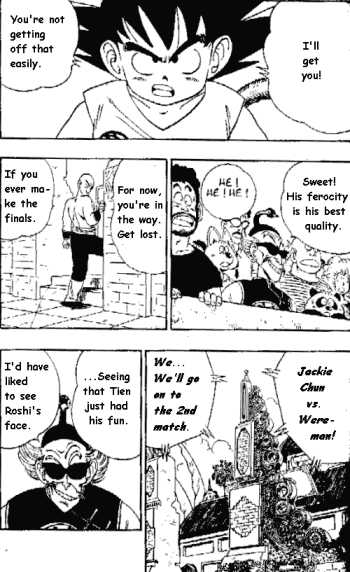 I'll
get
you!
You're not
getting
off that
easily.
Sweet!
His ferocity
is his best
quality.
HE!
HE! HE!
For now,
you're in
the way.
Get lost.
If you
ever ma-
ke the
finals.
Jackie
Chun
vs.
Were-
man!
We...
We'll go
on to
the 2nd
match.
...Seeing
that Tien
just had
his fun.
I'd have
liked
to see
Roshi's
face.